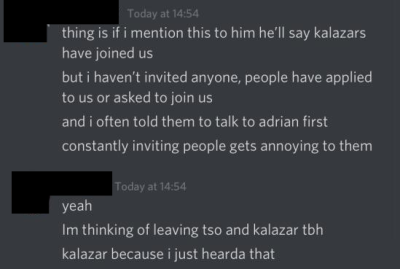 Today at 14:54
thing is if i mention this to him he'll say kalazars
have joined us
but i haven't invited anyone, people have applied
to us or asked to join us
and i often told them to talk to adrian first
constantly inviting people gets annoying to them
Today at 14:54
yeah
Im thinking of leaving tso and kalazar tbh
kalazar because i just hearda that